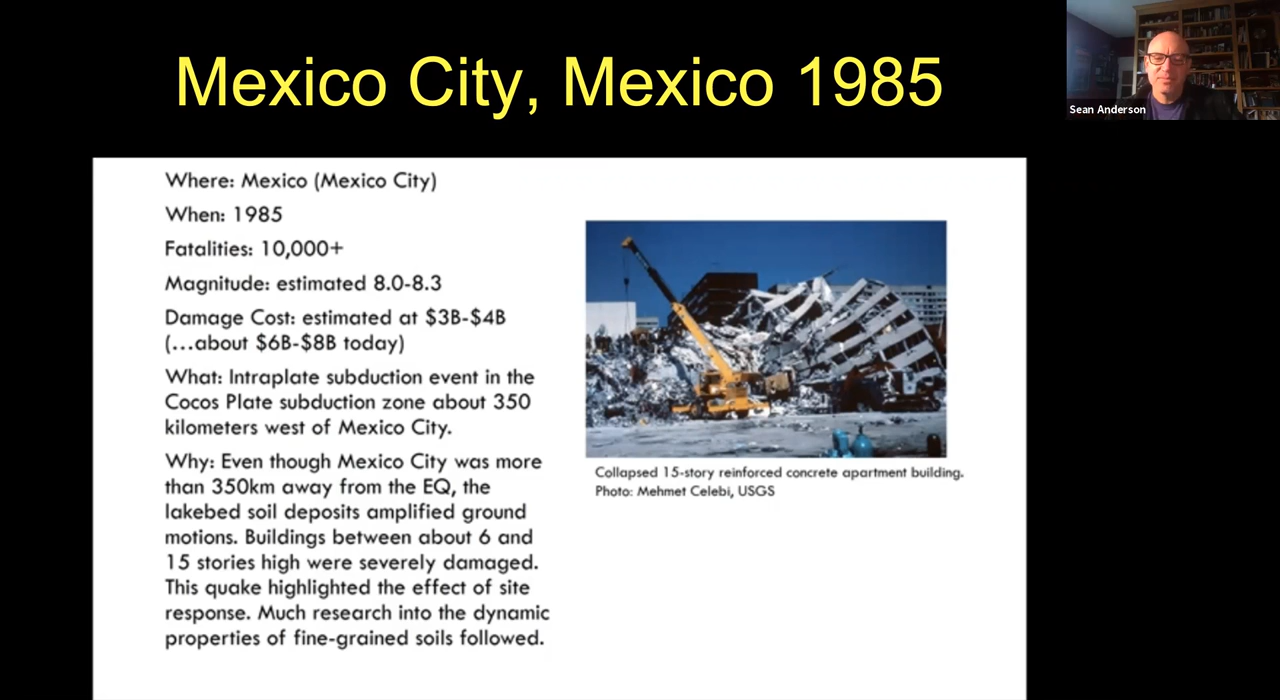 Mexico City, Mexico 1985
Sean Anderson
Where: Mexico (Mexico City)
When: 1985
Fatalities: 10,000+
Magnitude: estimated 8.0-8.3
Damage Cost: estimated at $3B-$4B
(...about $6B-$8B today)
What: Intraplate subduction event in the
Cocos Plate subduction zone about 350
kilometers west of Mexico City.
Why: Even though Mexico City was more
than 350km away from the EQ, the
lakebed soil deposits amplified ground
motions. Buildings between about 6 and
15 stories high were severely damaged.
This quake highlighted the effect of site
response. Much research into the dynamic
properties of fine-grained soils followed.
Collapsed 15-story reinforced concrete apartment building.
Photo: Mehmet Celebi, USGS